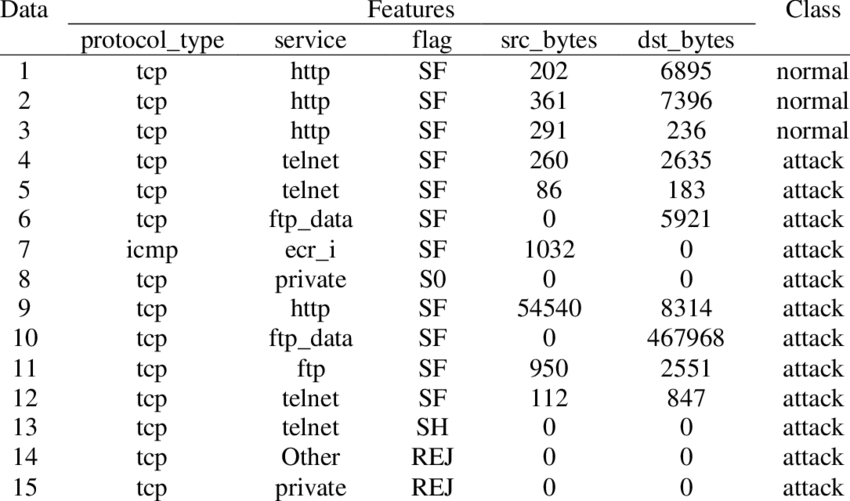 Data Features Class
protocol_type service flag src_bytes dst_bytes
1 tcp http SF 202 6895 normal
2 tcp http SF 361 7396 normal
3 tcp http SF 291 236 normal
4 tcp telnet SF 260 2635 attack
5 tcp telnet SF 86 183 attack
6 tcp ftp_data SF 0 5921 attack
7 icmp ecr_i SF 1032 0 attack
8 tcp private S0 0 0 attack
9 tcp http SF 54540 8314 attack
10 tcp ftp_data SF 0 467968 attack
11 tcp ftp SF 950 2551 attack
12 tcp telnet SF 112 847 attack
13 tcp telnet SH 0 0 attack
14 tcp Other REJ 0 0 attack
15 tcp private REJ 0 0 attack